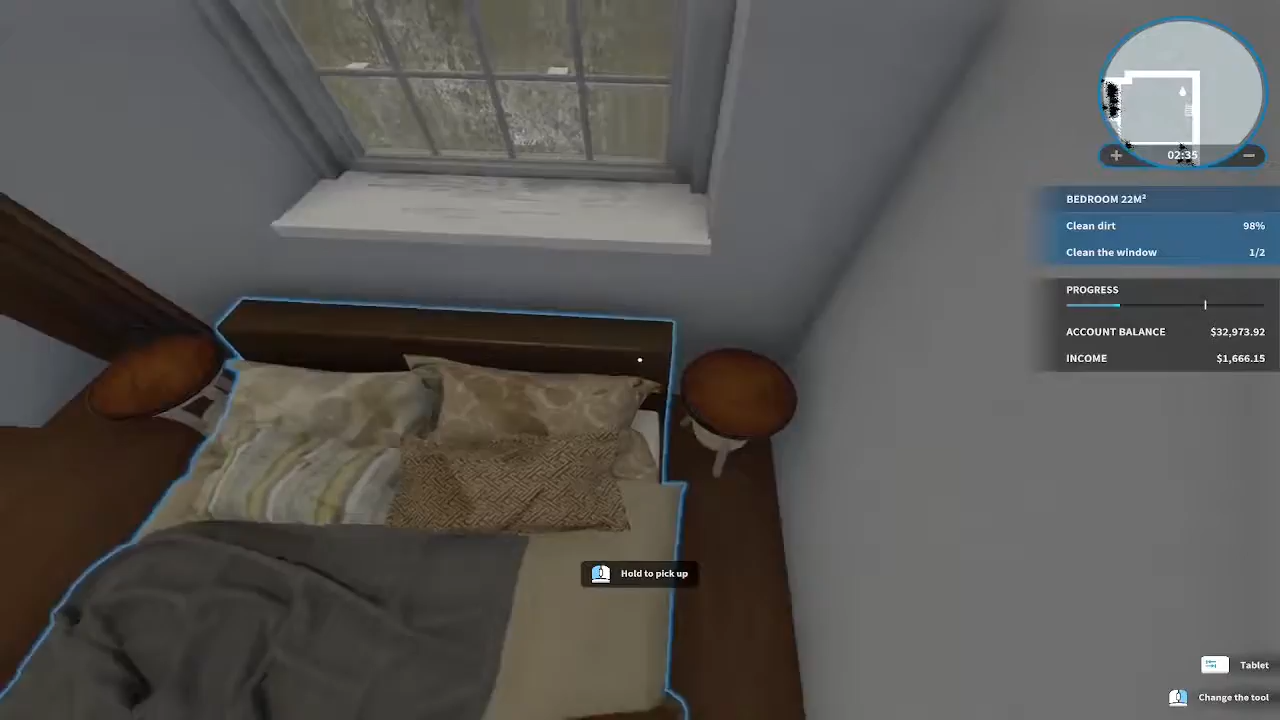 + 02:35 −
BEDROOM 22M²
Clean dirt 98%
Clean the window 1/2
PROGRESS
ACCOUNT BALANCE $32,973.92
INCOME $1,666.15
Hold to pick up
Tablet
Change the tool